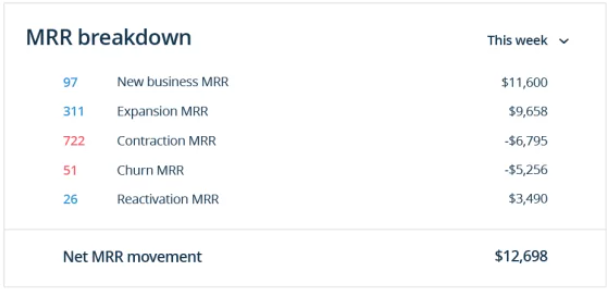 MRR breakdown This week
97 New business MRR $11,600
311 Expansion MRR $9,658
722 Contraction MRR -$6,795
51 Churn MRR -$5,256
26 Reactivation MRR $3,490
Net MRR movement $12,698